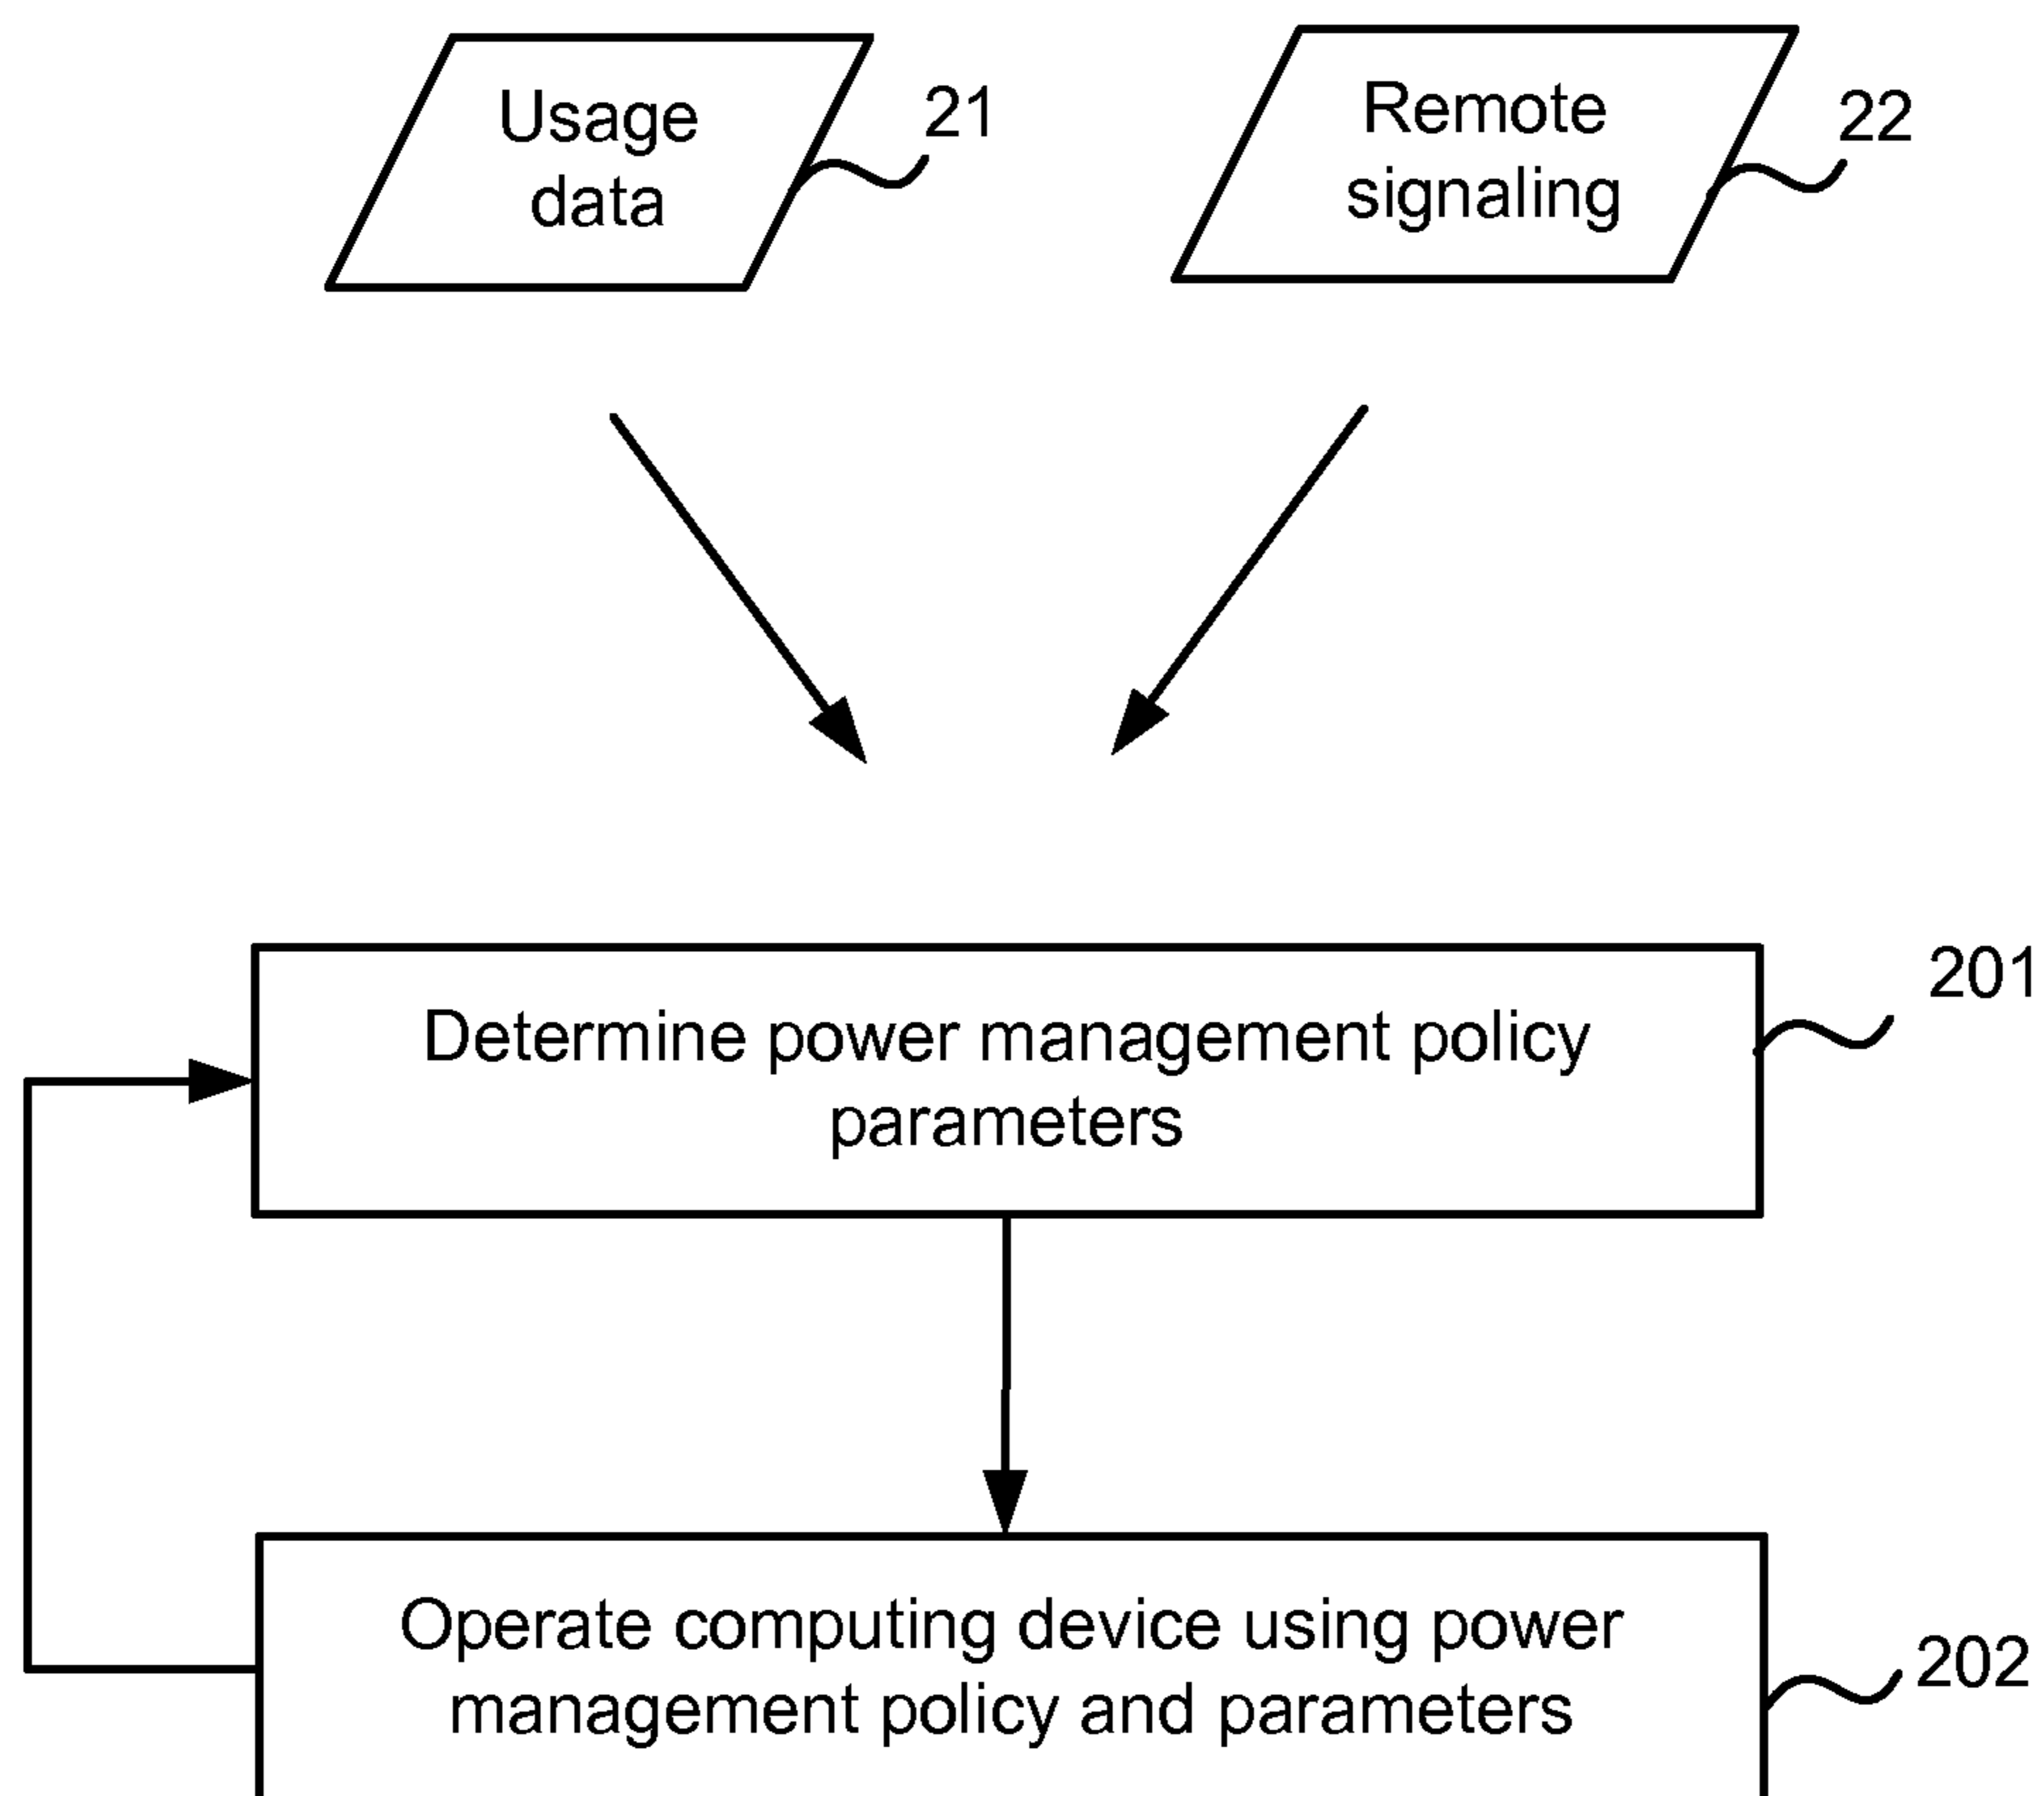 Usage
data
21
Remote
signaling
22
Determine power management policy
parameters
201
Operate computing device using power
management policy and parameters
202